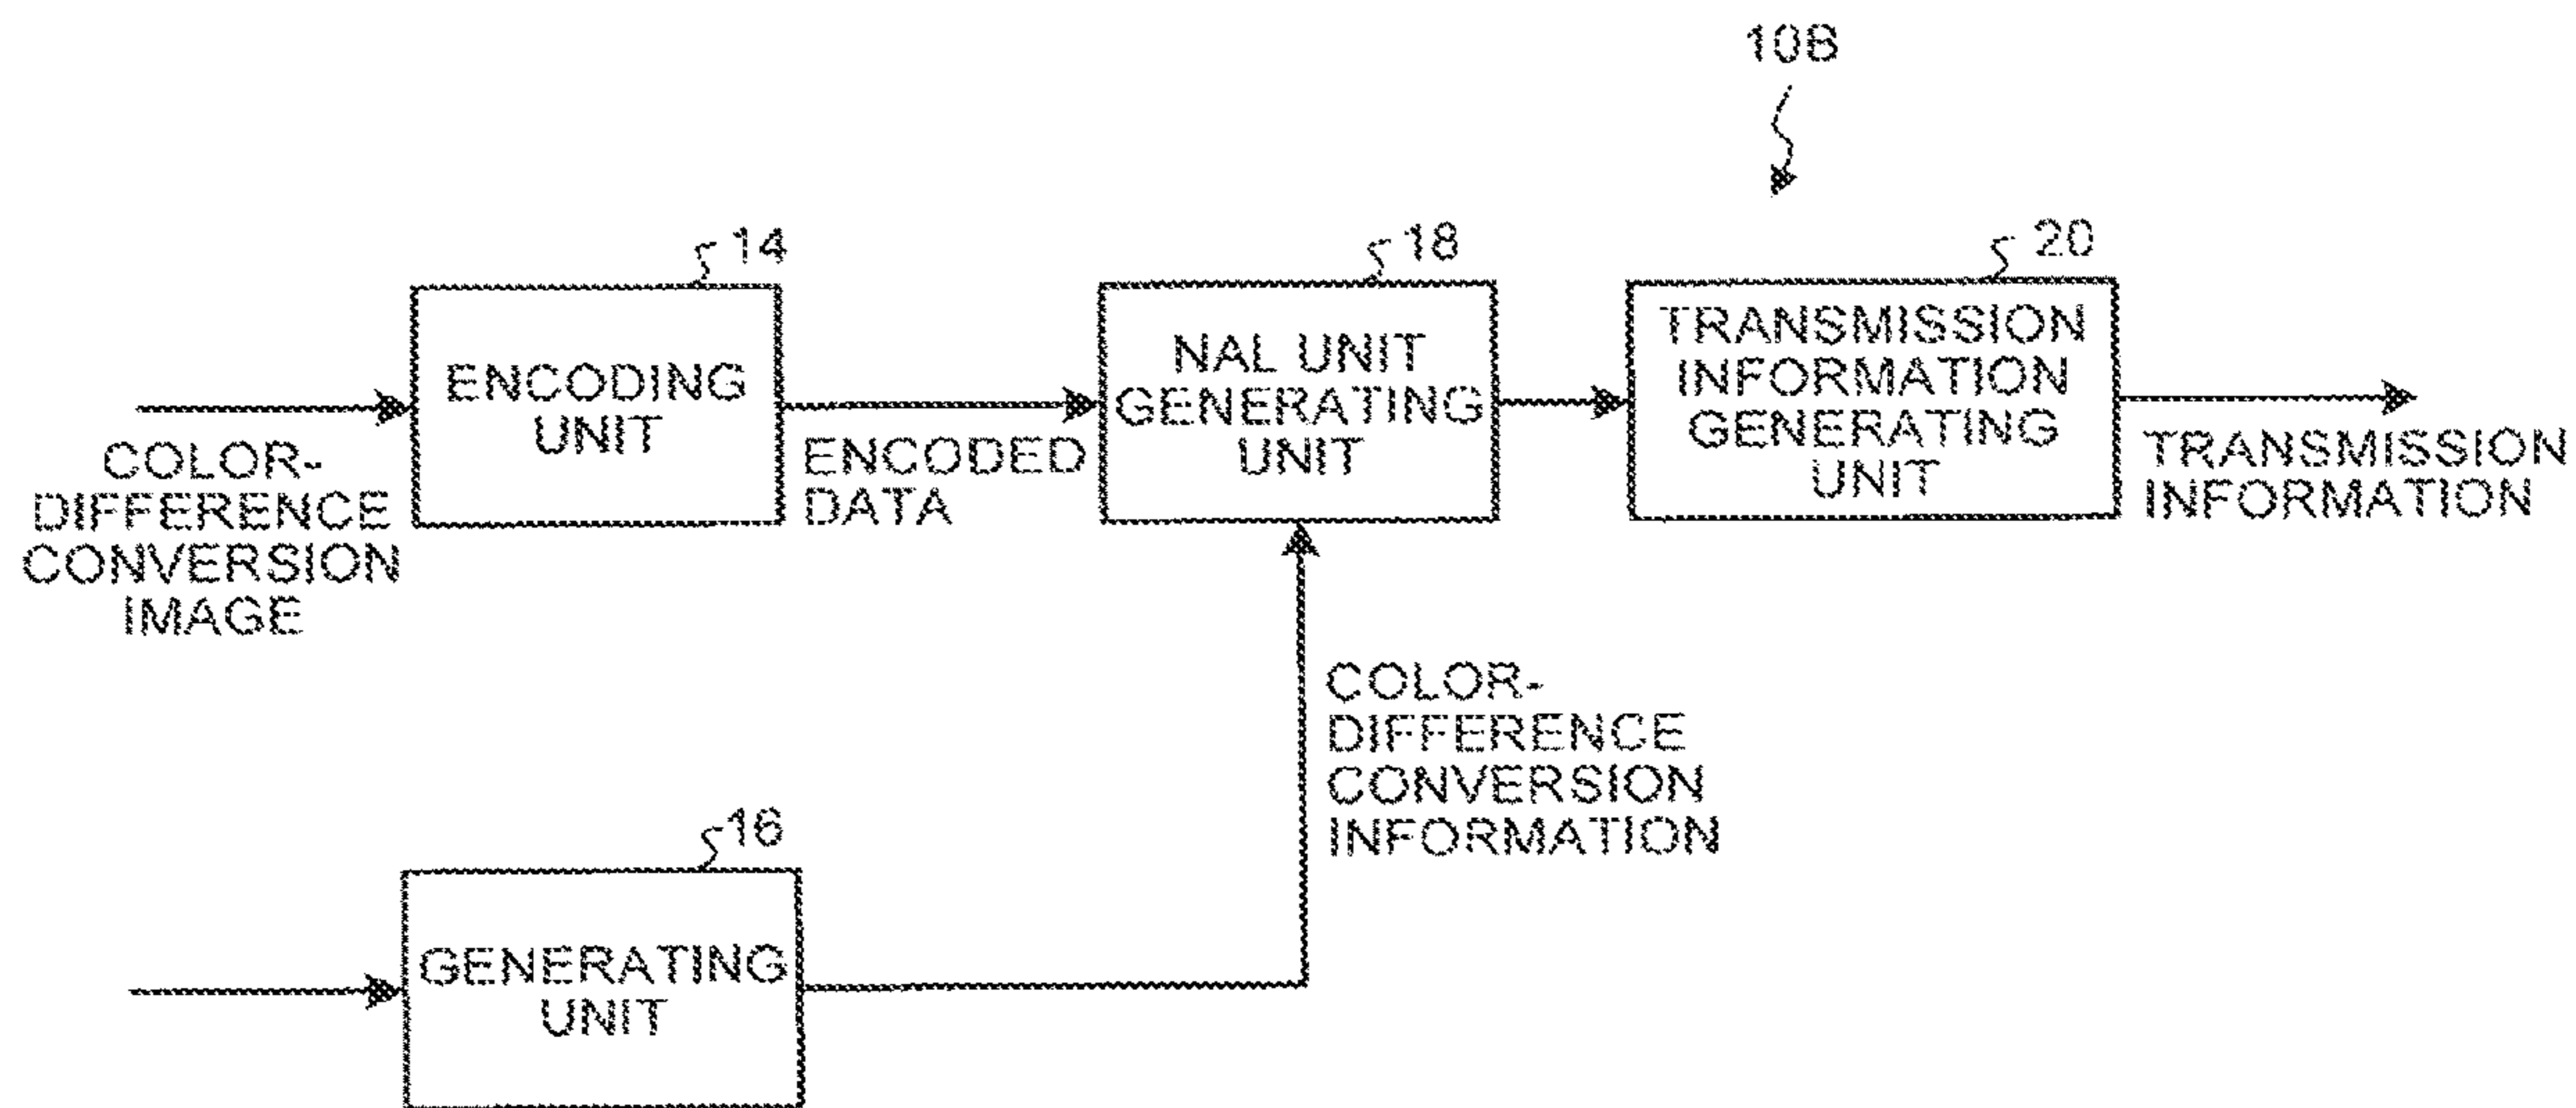 10B
14
18
20
ENCODING
UNIT
NAL UNIT
GENERATING
UNIT
TRANSMISSION
INFORMATION
GENERATING
UNIT
COLOR-
DIFFERENCE
CONVERSION
IMAGE
ENCODED
DATA
TRANSMISSION
INFORMATION
COLOR-
DIFFERENCE
CONVERSION
INFORMATION
16
GENERATING
UNIT